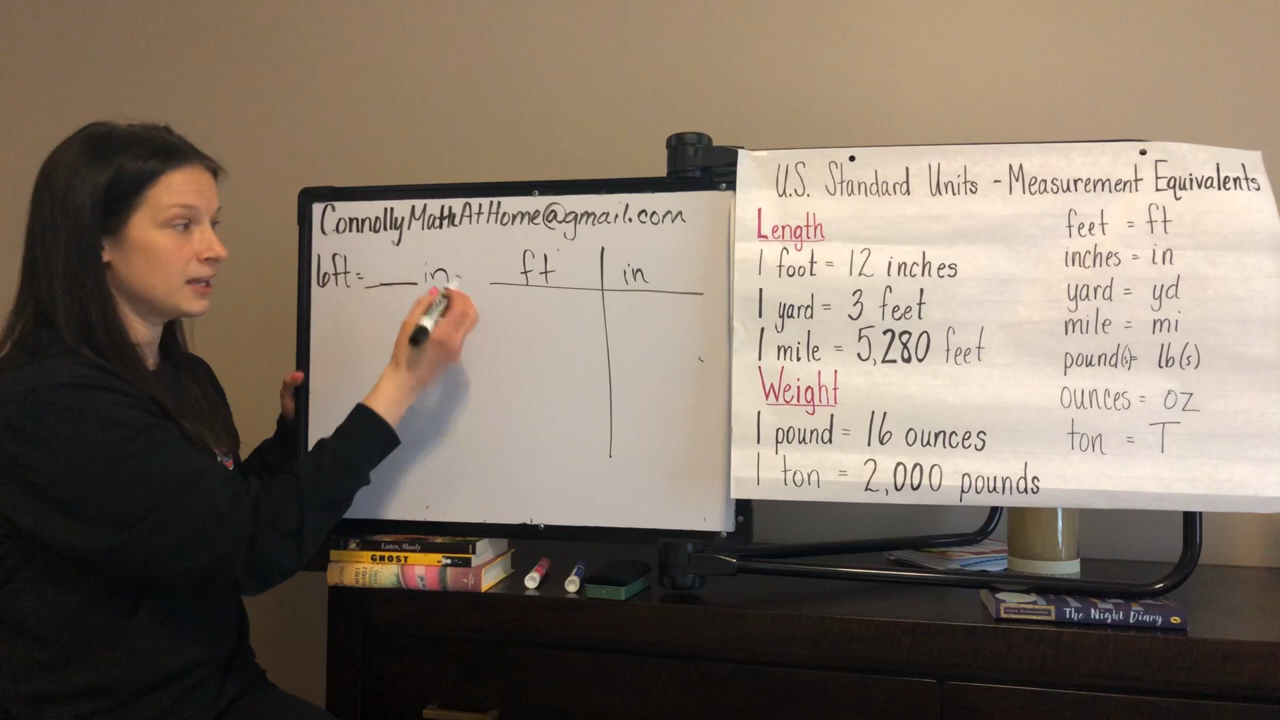 ConnollyMathAtHome@gmail.com
6ft = ___ in
ft | in
U.S. Standard Units - Measurement Equivalents
Length
1 foot = 12 inches
1 yard = 3 feet
1 mile = 5,280 feet
Weight
1 pound = 16 ounces
1 ton = 2,000 pounds
feet = ft
inches = in
yard = yd
mile = mi
pound(s) = lb(s)
ounces = oz
ton = T
Listen, Slowly
GHOST
The Night Diary